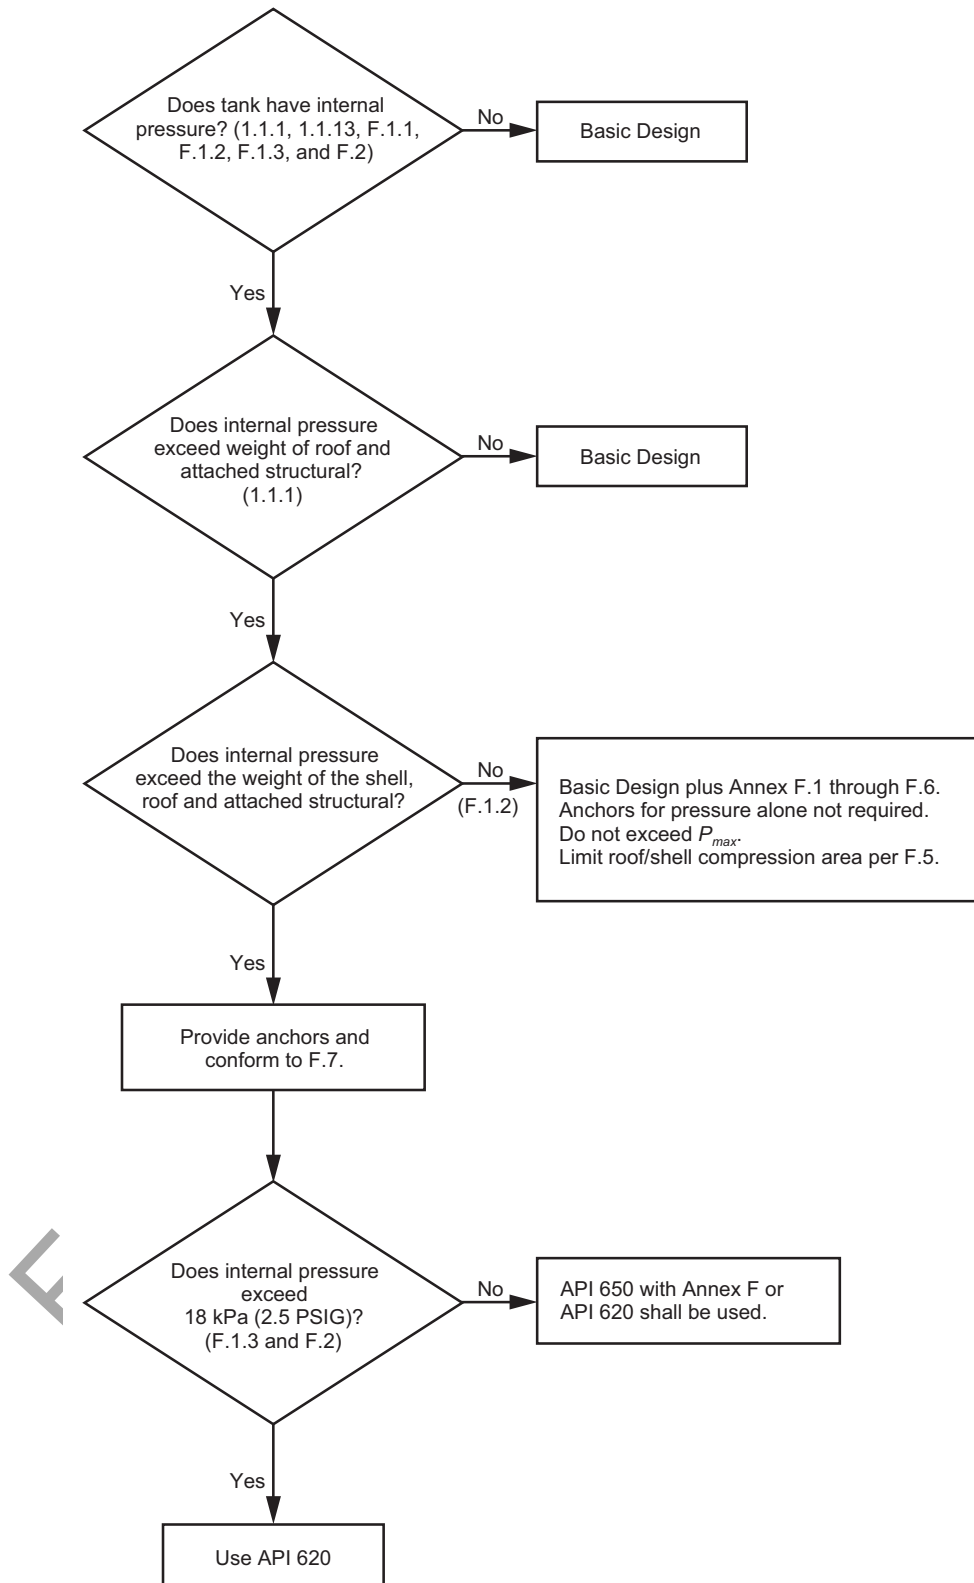 Does tank have internal
pressure? (1.1.1, 1.1.13, F.1.1,
F.1.2, F.1.3, and F.2)
No
Basic Design
Yes
Does internal pressure
exceed weight of roof and
attached structural?
(1.1.1)
No
Basic Design
Yes
Does internal pressure
exceed the weight of the shell,
roof and attached structural?
No
(F.1.2)
Basic Design plus Annex F.1 through F.6.
Anchors for pressure alone not required.
Do not exceed Pmax.
Limit roof/shell compression area per F.5.
Yes
Provide anchors and
conform to F.7.
Does internal pressure
exceed
18 kPa (2.5 PSIG)?
(F.1.3 and F.2)
No
API 650 with Annex F or
API 620 shall be used.
Yes
Use API 620